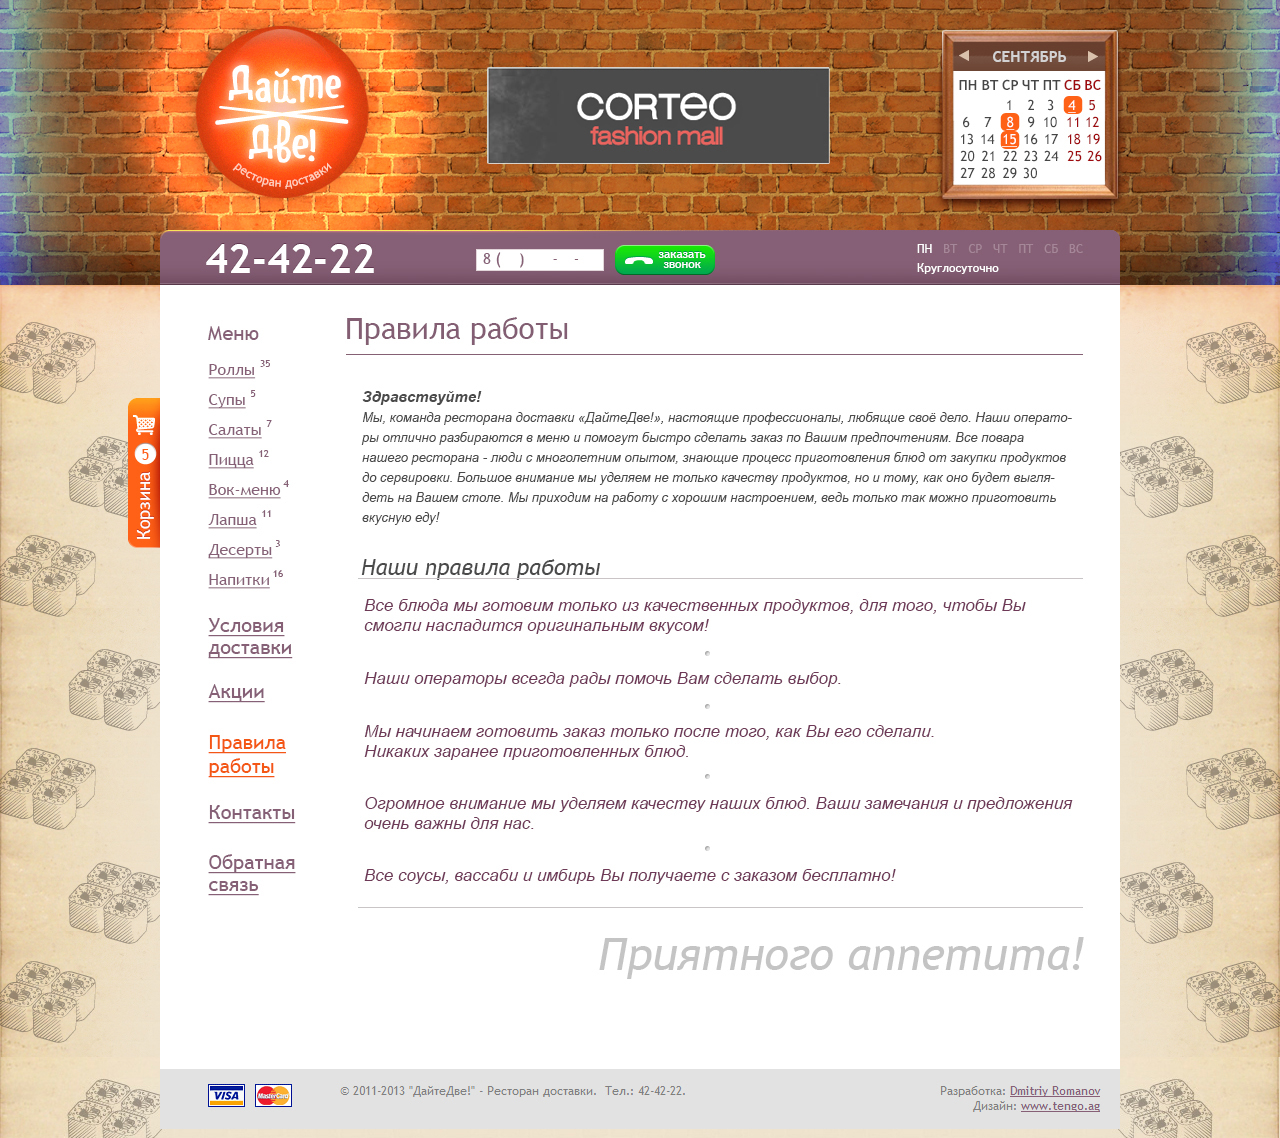 Дайте
Две!
ресторан доставки
CORTEO
fashion mall
СЕНТЯБРЬ
ПН ВТ СР ЧТ ПТ СБ ВС
1 2 3 4 5
6 7 8 9 10 11 12
13 14 15 16 17 18 19
20 21 22 23 24 25 26
27 28 29 30
42-42-22
8 ( ) - -
заказать
звонок
ПН ВТ СР ЧТ ПТ СБ ВС
Круглосуточно
Корзина 5
Меню
Роллы 35
Супы 5
Салаты 7
Пицца 12
Вок-меню 4
Лапша 11
Десерты 3
Напитки 16
Условия
доставки
Акции
Правила
работы
Контакты
Обратная
связь
Правила работы
Здравствуйте!
Мы, команда ресторана доставки «ДайтеДве!», настоящие профессионалы, любящие своё дело. Наши операто-
ры отлично разбираются в меню и помогут быстро сделать заказ по Вашим предпочтениям. Все повара
нашего ресторана - люди с многолетним опытом, знающие процесс приготовления блюд от закупки продуктов
до сервировки. Большое внимание мы уделяем не только качеству продуктов, но и тому, как оно будет выгля-
деть на Вашем столе. Мы приходим на работу с хорошим настроением, ведь только так можно приготовить
вкусную еду!
Наши правила работы
Все блюда мы готовим только из качественных продуктов, для того, чтобы Вы
смогли насладится оригинальным вкусом!
Наши операторы всегда рады помочь Вам сделать выбор.
Мы начинаем готовить заказ только после того, как Вы его сделали.
Никаких заранее приготовленных блюд.
Огромное внимание мы уделяем качеству наших блюд. Ваши замечания и предложения
очень важны для нас.
Все соусы, вассаби и имбирь Вы получаете с заказом бесплатно!
Приятного аппетита!
VISA
MasterCard
© 2011-2013 "ДайтеДве!" - Ресторан доставки. Тел.: 42-42-22.
Разработка: Dmitriy Romanov
Дизайн: www.tengo.ag